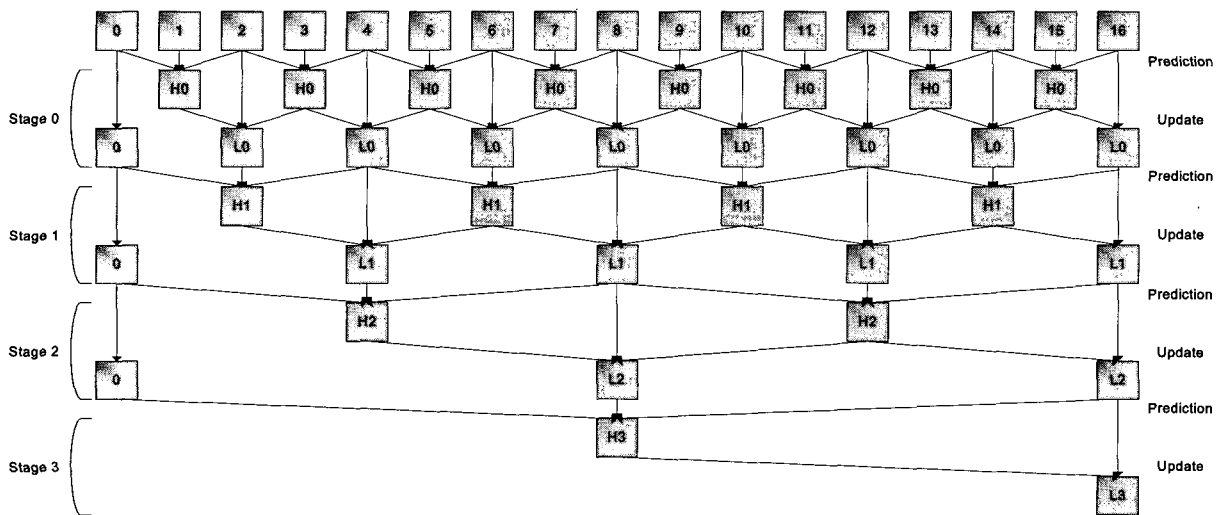 0 1 2 3 4 5 6 7 8 9 10 11 12 13 14 15 16
Prediction
H0 H0 H0 H0 H0 H0 H0 H0
Stage 0
Update
0 L0 L0 L0 L0 L0 L0 L0 L0
Prediction
H1 H1 H1 H1
Stage 1
Update
0 L1 L1 L1 L1
Prediction
H2 H2
Stage 2
Update
0 L2 L2
Prediction
H3
Stage 3
Update
L3